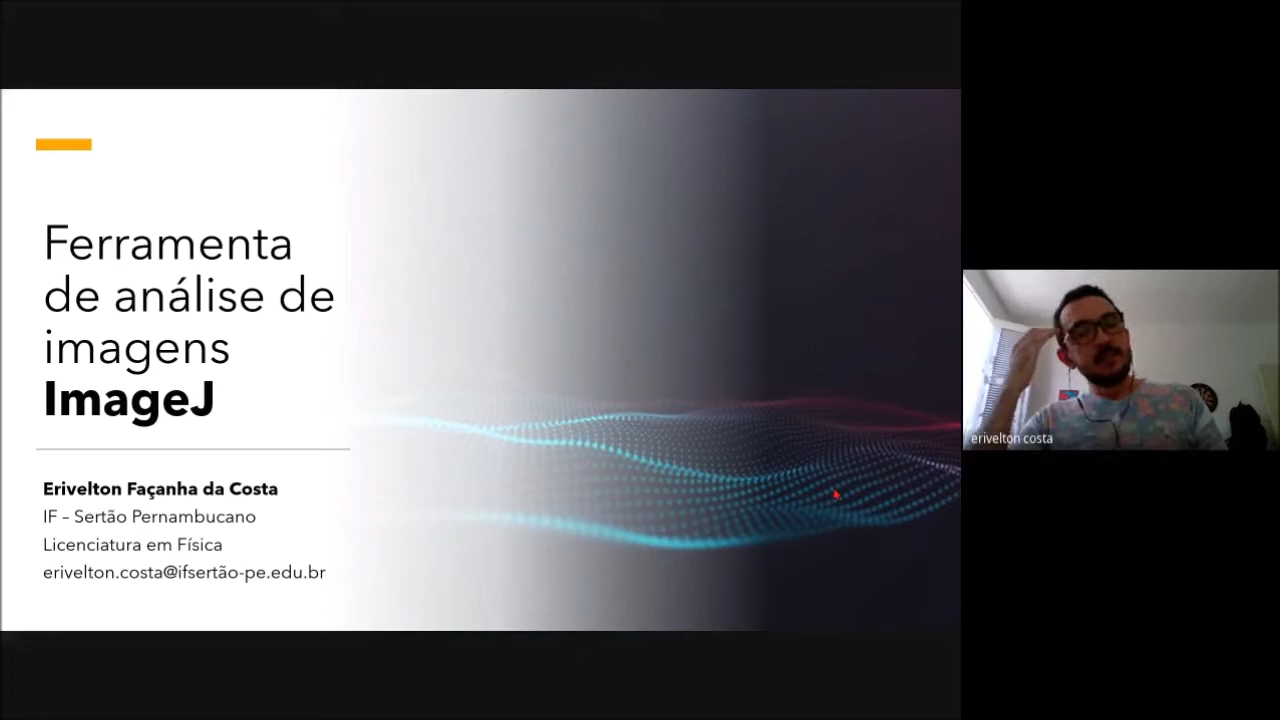 Ferramenta
de análise de
imagens
ImageJ
Erivelton Façanha da Costa
IF – Sertão Pernambucano
Licenciatura em Física
erivelton.costa@ifsertão-pe.edu.br
erivelton costa